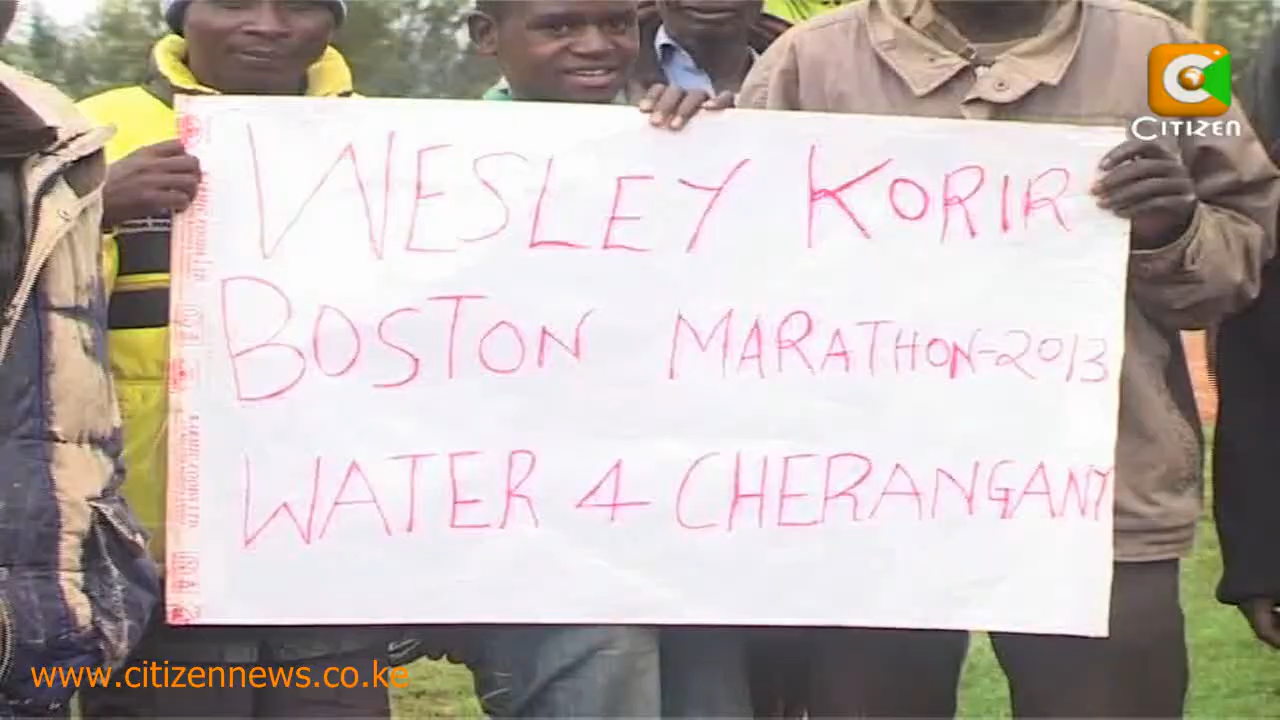 CITIZEN
WESLEY KORIR
BOSTON MARATHON-2013
WATER 4 CHERANGANY
www.citizennews.co.ke